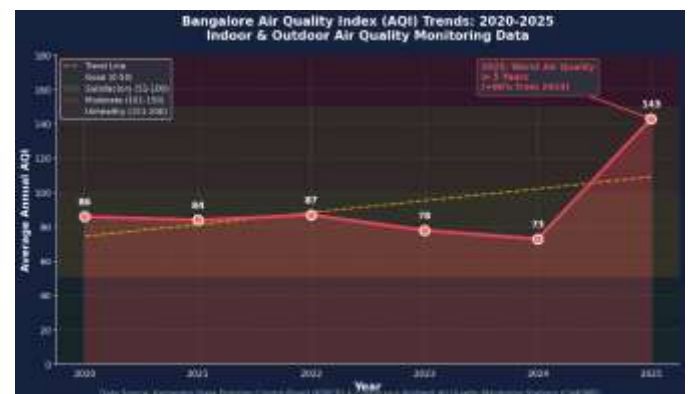 Bangalore Air Quality Index (AQI) Trends: 2020-2025
Indoor & Outdoor Air Quality Monitoring Data
Trend Line
Good (0-50)
Satisfactory (51-100)
Moderate (101-150)
Unhealthy (151-200)
2025: Worst Air Quality
in 5 Years
Average Annual AQI
180
160
140
120
100
80
60
40
20
0
86
84
87
78
73
143
2020
2021
2022
2023
2024
2025
Year